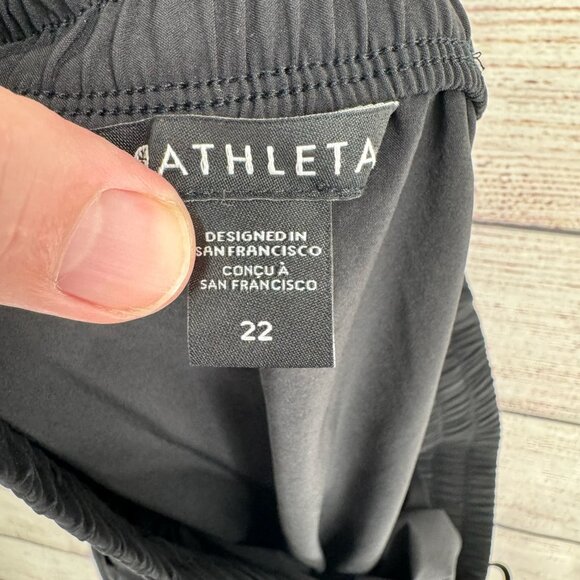 ATHLETA
DESIGNED IN
SAN FRANCISCO
CONÇU À
SAN FRANCISCO
22